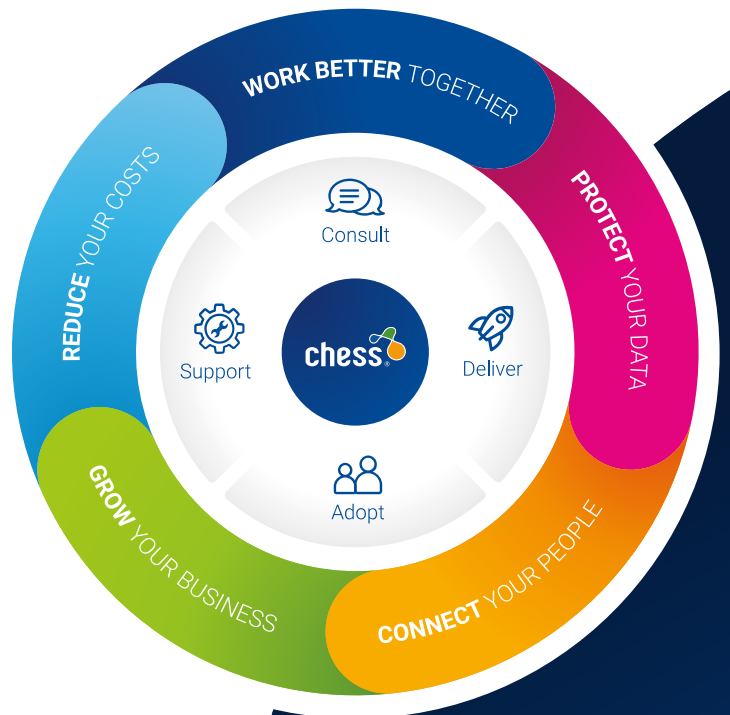 WORK BETTER TOGETHER
PROTECT YOUR DATA
CONNECT YOUR PEOPLE
GROW YOUR BUSINESS
REDUCE YOUR COSTS
Consult
Deliver
Adopt
Support
chess®